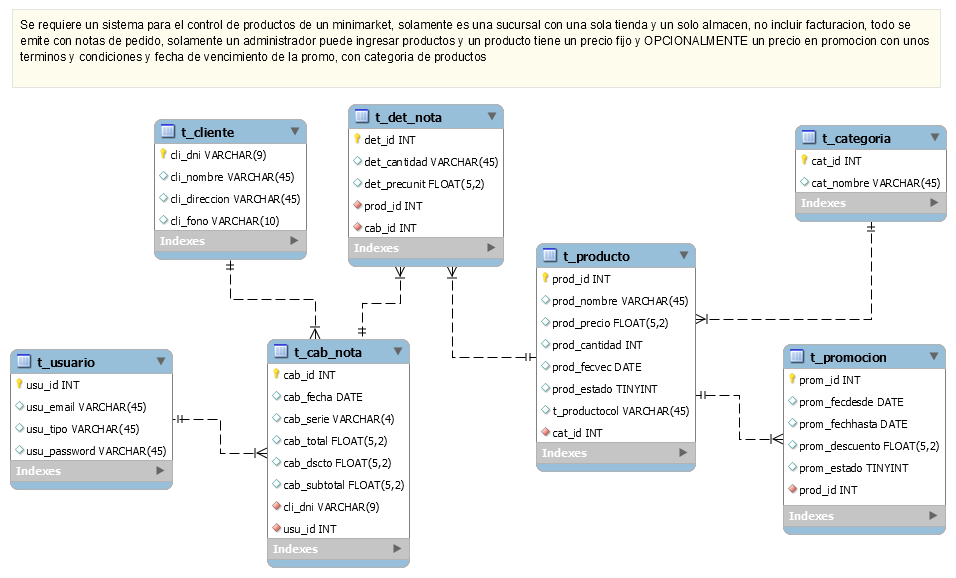 Se requiere un sistema para el control de productos de un minimarket, solamente es una sucursal con una sola tienda y un solo almacen, no incluir facturacion, todo se
emite con notas de pedido, solamente un administrador puede ingresar productos y un producto tiene un precio fijo y OPCIONALMENTE un precio en promocion con unos
terminos y condiciones y fecha de vencimiento de la promo, con categoria de productos
t_cliente
cli_dni VARCHAR(9)
cli_nombre VARCHAR(45)
cli_direccion VARCHAR(45)
cli_fono VARCHAR(10)
Indexes
t_det_nota
det_id INT
det_cantidad VARCHAR(45)
det_precunit FLOAT(5,2)
prod_id INT
cab_id INT
Indexes
t_categoria
cat_id INT
cat_nombre VARCHAR(45)
Indexes
t_producto
prod_id INT
prod_nombre VARCHAR(45)
prod_precio FLOAT(5,2)
prod_cantidad INT
prod_fecvec DATE
prod_estado TINYINT
t_productocol VARCHAR(45)
cat_id INT
Indexes
t_usuario
usu_id INT
usu_email VARCHAR(45)
usu_tipo VARCHAR(45)
usu_password VARCHAR(45)
Indexes
t_cab_nota
cab_id INT
cab_fecha DATE
cab_serie VARCHAR(4)
cab_total FLOAT(5,2)
cab_dscto FLOAT(5,2)
cab_subtotal FLOAT(5,2)
cli_dni VARCHAR(9)
usu_id INT
Indexes
t_promocion
prom_id INT
prom_fecdesde DATE
prom_fechhasta DATE
prom_descuento FLOAT(5,2)
prom_estado TINYINT
prod_id INT
Indexes